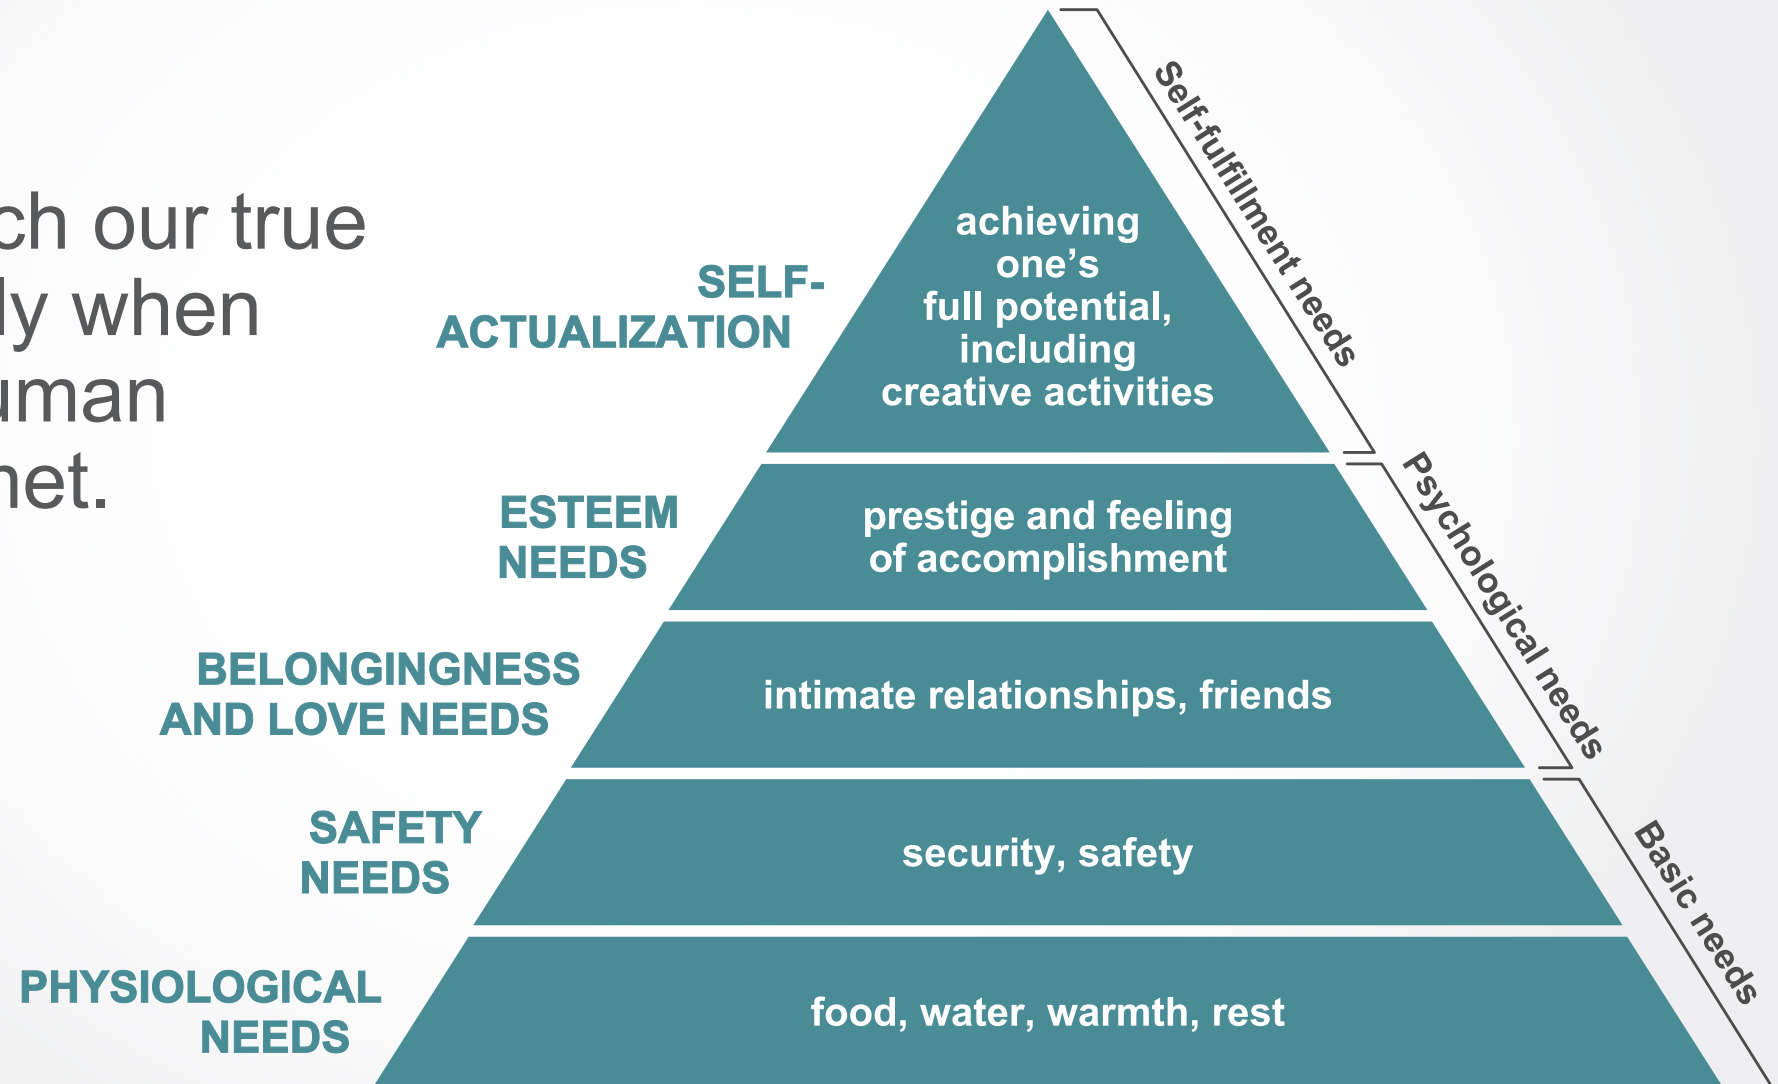 ch our true
ly when
uman
net.
SELF-
ACTUALIZATION
achieving
one’s
full potential,
including
creative activities
Self-fulfillment needs
ESTEEM
NEEDS
prestige and feeling
of accomplishment
Psychological needs
BELONGINGNESS
AND LOVE NEEDS
intimate relationships, friends
SAFETY
NEEDS
security, safety
Basic needs
PHYSIOLOGICAL
NEEDS
food, water, warmth, rest